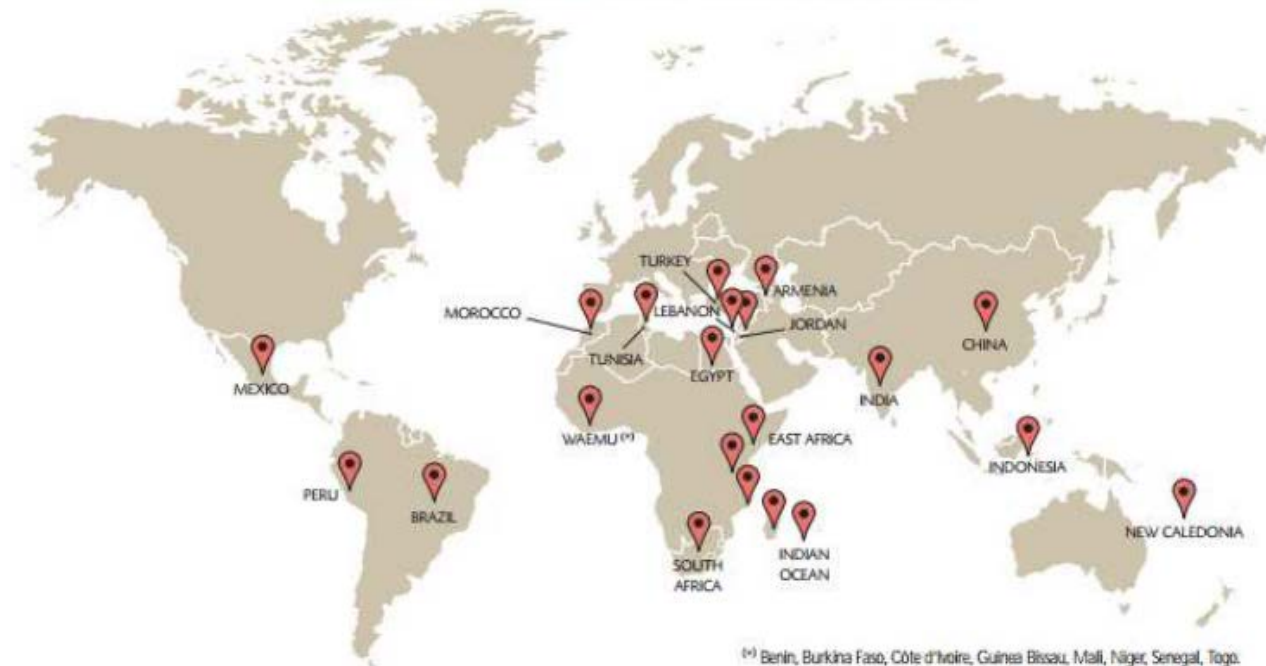 TURKEY
ARMENIA
MOROCCO
LEBANON
JORDAN
TUNISIA
EGYPT
CHINA
MEXICO
INDIA
WAEMU (*)
EAST AFRICA
INDONESIA
PERU
BRAZIL
NEW CALEDONIA
SOUTH
AFRICA
INDIAN
OCEAN
(*) Benin, Burkina Faso, Côte d'Ivoire, Guinea Bissau, Mali, Niger, Senegal, Togo.